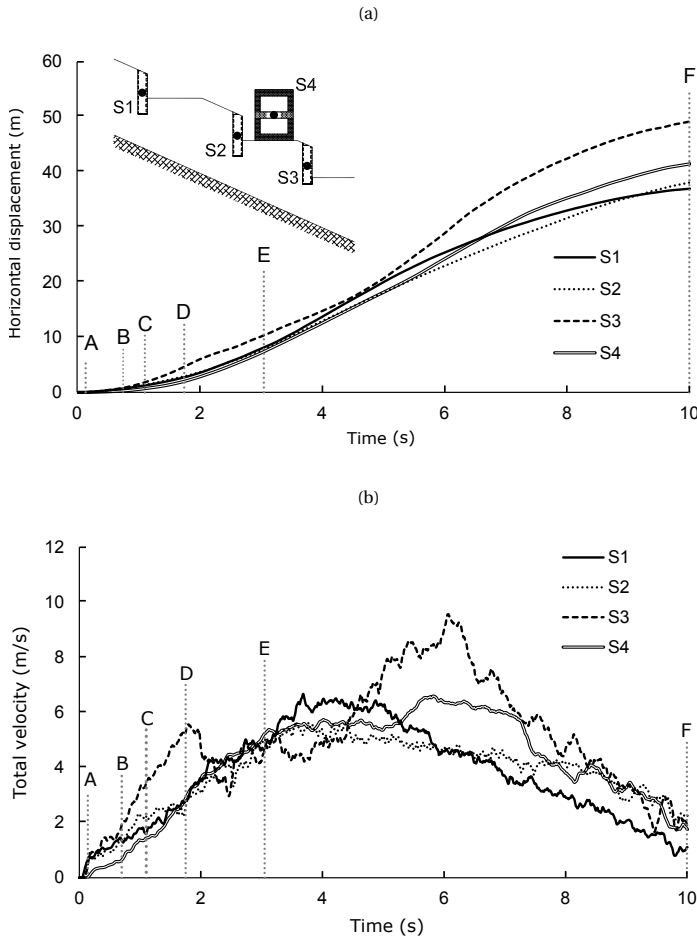 (a)
Horizontal displacement (m)
60
50
40
30
20
10
0
S1
S2
S3
S4
A
B
C
D
E
F
S1
S2
S3
S4
0
2
4
6
8
10
Time (s)
(b)
Total velocity (m/s)
12
10
8
6
4
2
0
A
B
C
D
E
F
S1
S2
S3
S4
0
2
4
6
8
10
Time (s)